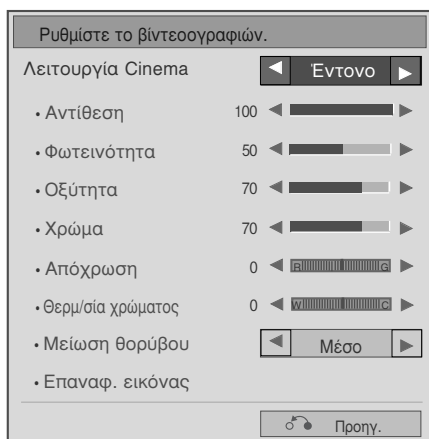 Ρυθμίστε το βίντεοογραφιών.
Λειτουργία Cinema Έντονο
• Αντίθεση 100
• Φωτεινότητα 50
• Οξύτητα 70
• Χρώμα 70
• Απόχρωση 0 R G
• Θερμ/σία χρώματος 0 W C
• Μείωση θορύβου Μέσο
• Επαναφ. εικόνας
Προηγ.